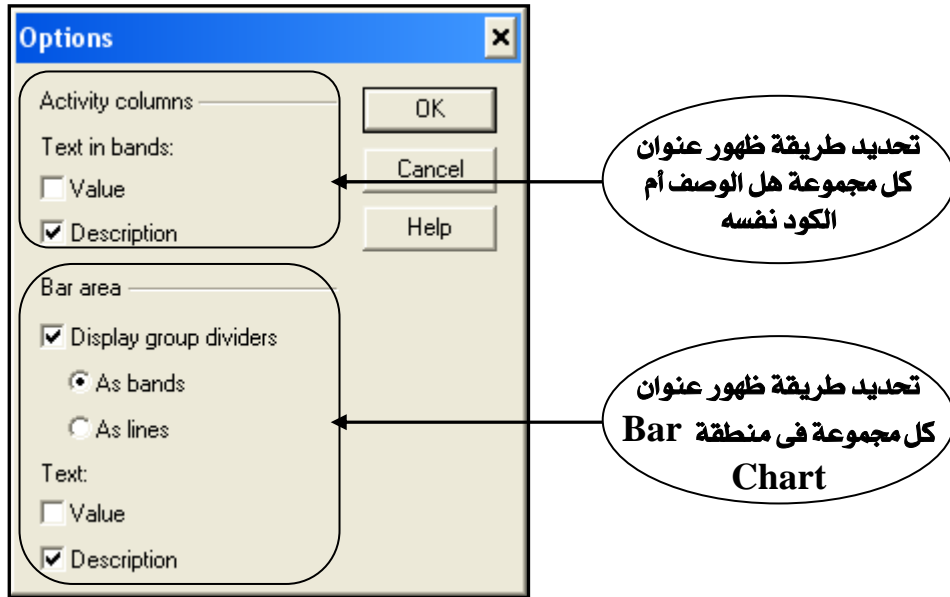 Options
Activity columns
OK
Text in bands:
Value
Cancel
Description
Help
Bar area
Display group dividers
As bands
As lines
Text:
Value
Description
تحديد طريقة ظهور عنوان
كل مجموعة هل الوصف أم
الكود نفسه
تحديد طريقة ظهور عنوان
كل مجموعة فى منطقة Bar
Chart